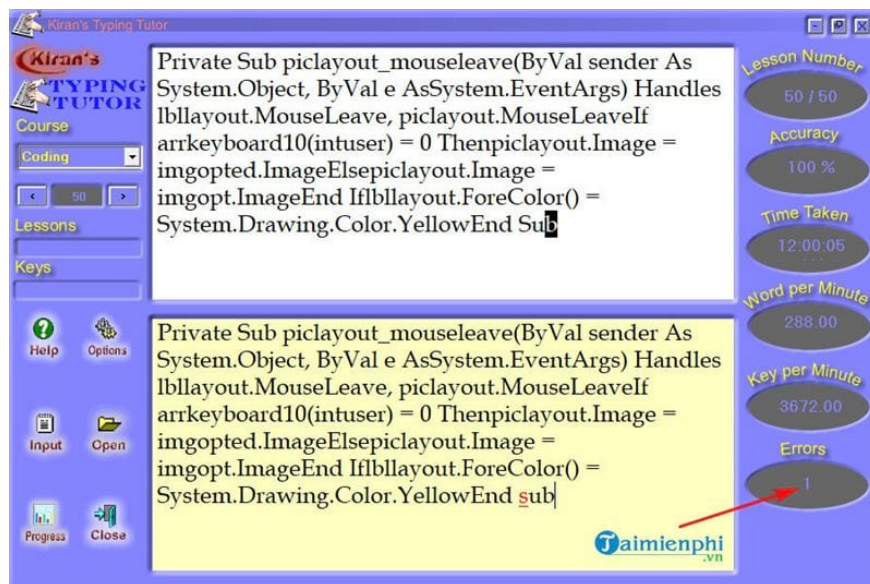 Kiran's Typing Tutor
Kiran's
TYPING
TUTOR
Course
Coding
< 50 >
Lessons
Keys
Help Options
Input Open
Progress Close
Private Sub piclayout_mouseleave(ByVal sender As
System.Object, ByVal e AsSystem.EventArgs) Handles
lbllayout.MouseLeave, piclayout.MouseLeaveIf
arrkeyboard10(intuser) = 0 Thenpiclayout.Image =
imgopted.ImageElsepiclayout.Image =
imgopt.ImageEnd Iflbllayout.ForeColor() =
System.Drawing.Color.YellowEnd Sub
Private Sub piclayout_mouseleave(ByVal sender As
System.Object, ByVal e AsSystem.EventArgs) Handles
lbllayout.MouseLeave, piclayout.MouseLeaveIf
arrkeyboard10(intuser) = 0 Thenpiclayout.Image =
imgopted.ImageElsepiclayout.Image =
imgopt.ImageEnd Iflbllayout.ForeColor() =
System.Drawing.Color.YellowEnd sub
Taimienphi
.vn
Lesson Number
50 / 50
Accuracy
100 %
Time Taken
12:00:05
Word per Minute
288.00
Key per Minute
3672.00
Errors
1